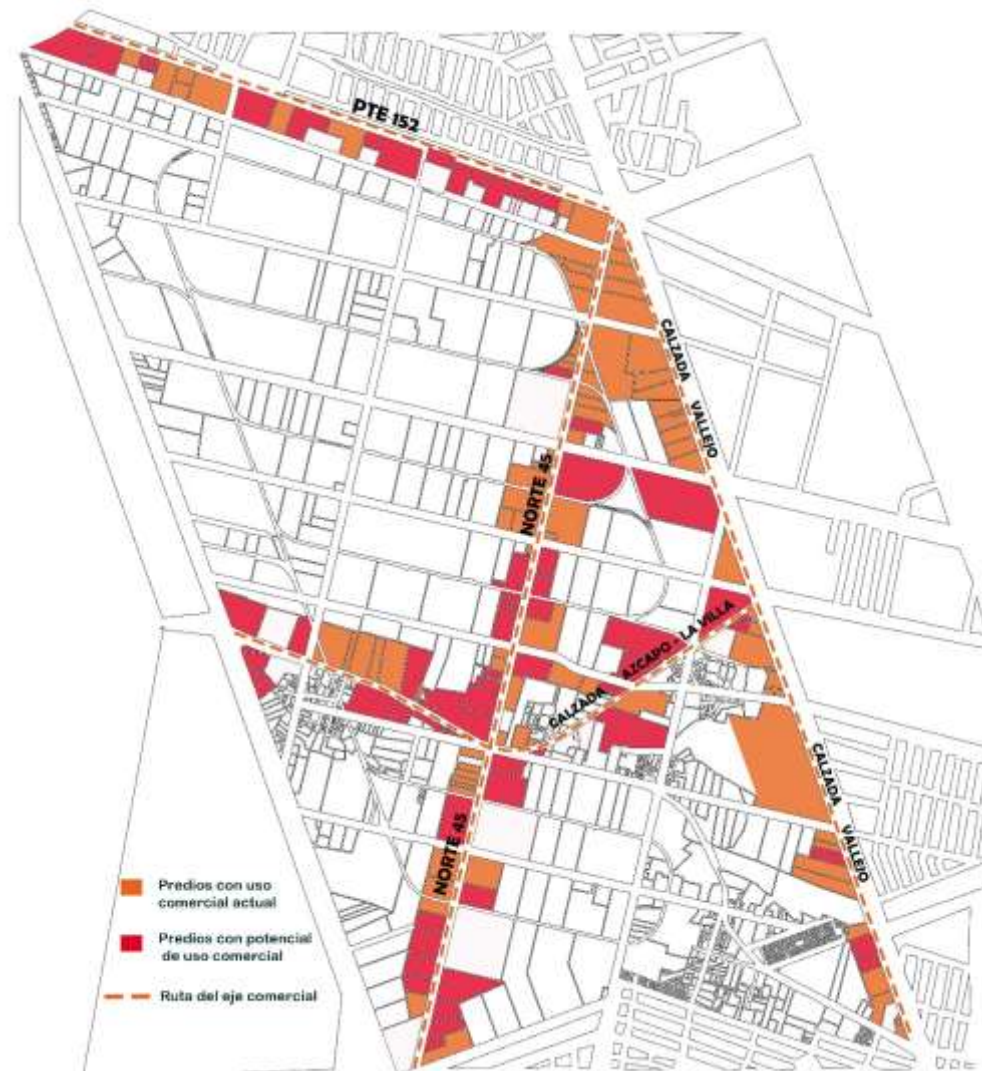 PTE 152
CALZADA VALLEJO
NORTE 45
CALZADA AZCAPO - LA VILLA
CALZADA VALLEJO
NORTE 45
Predios con uso
comercial actual
Predios con potencial
de uso comercial
Ruta del eje comercial